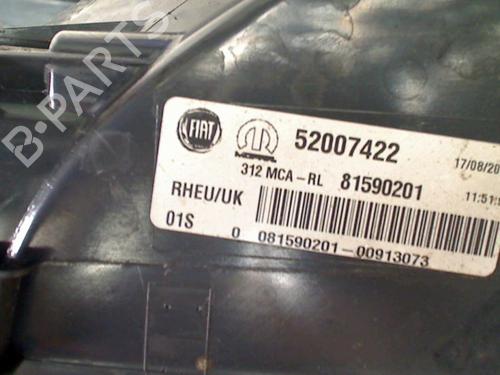 B-PARTS
FIAT
MOPAR
52007422
17/08/20
312 MCA-RL 81590201
11:51:
RHEU/UK
01S
0 081590201-00913073